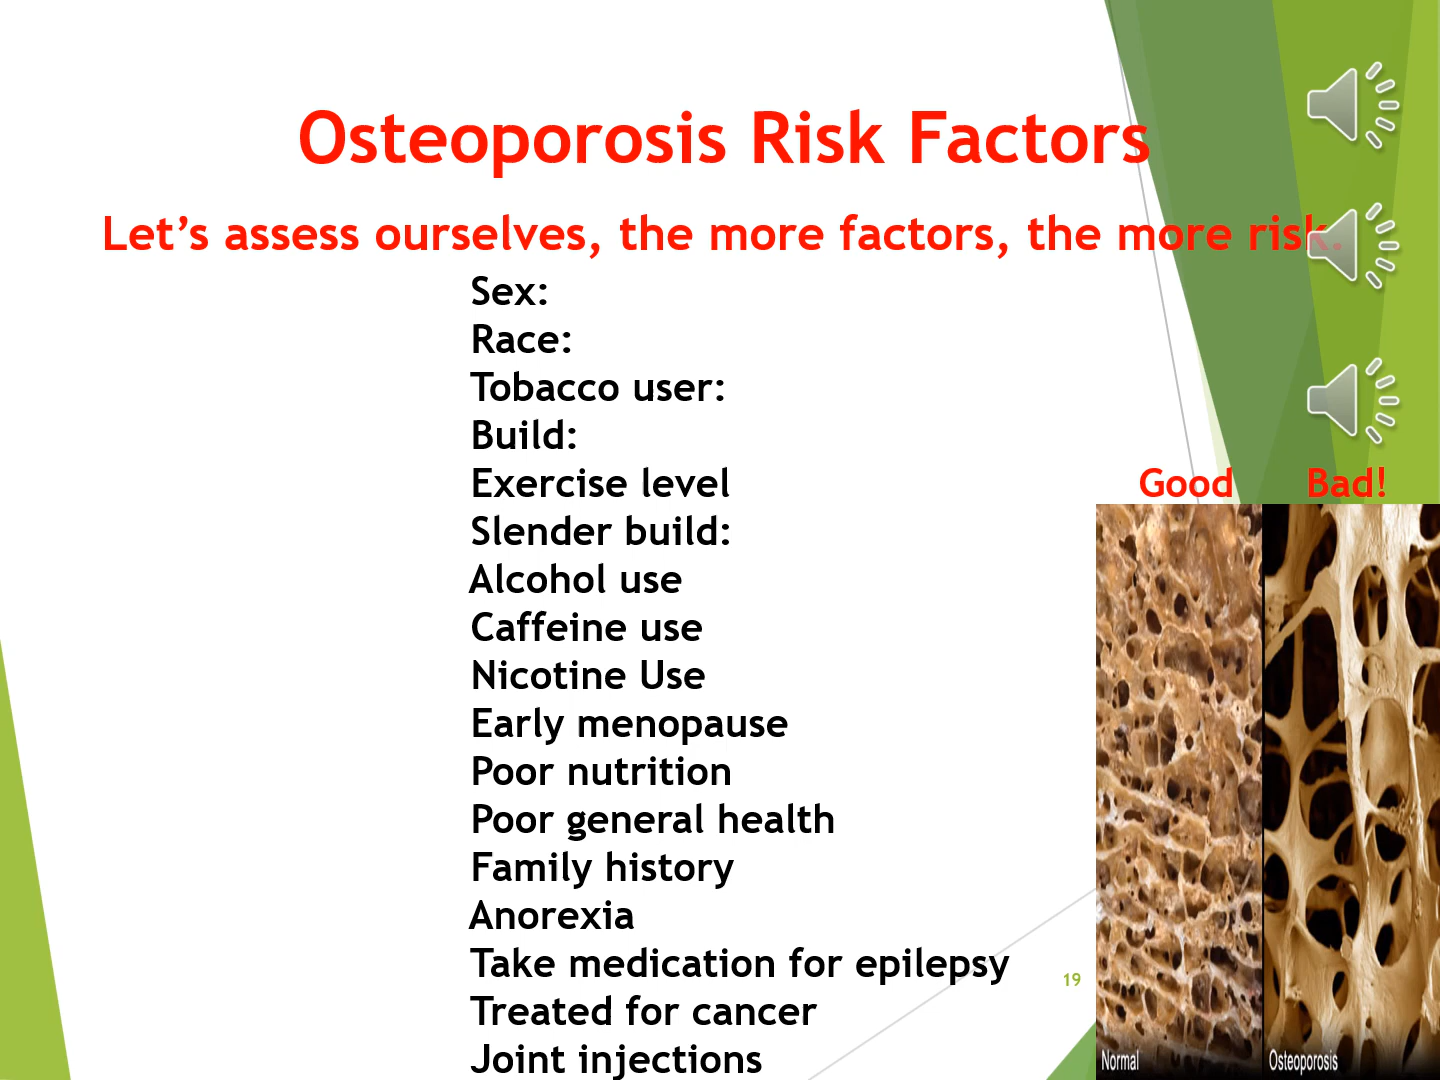 Osteoporosis Risk Factors
Let’s assess ourselves, the more factors, the more risk.
Sex:
Race:
Tobacco user:
Build:
Exercise level
Slender build:
Alcohol use
Caffeine use
Nicotine Use
Early menopause
Poor nutrition
Poor general health
Family history
Anorexia
Take medication for epilepsy
Treated for cancer
Joint injections
Good Bad!
Normal Osteoporosis
19